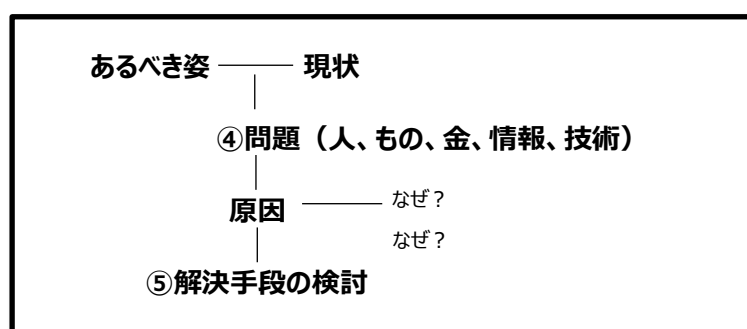 あるべき姿 現状
④問題（人、もの、金、情報、技術）
原因 なぜ？
なぜ？
⑤解決手段の検討